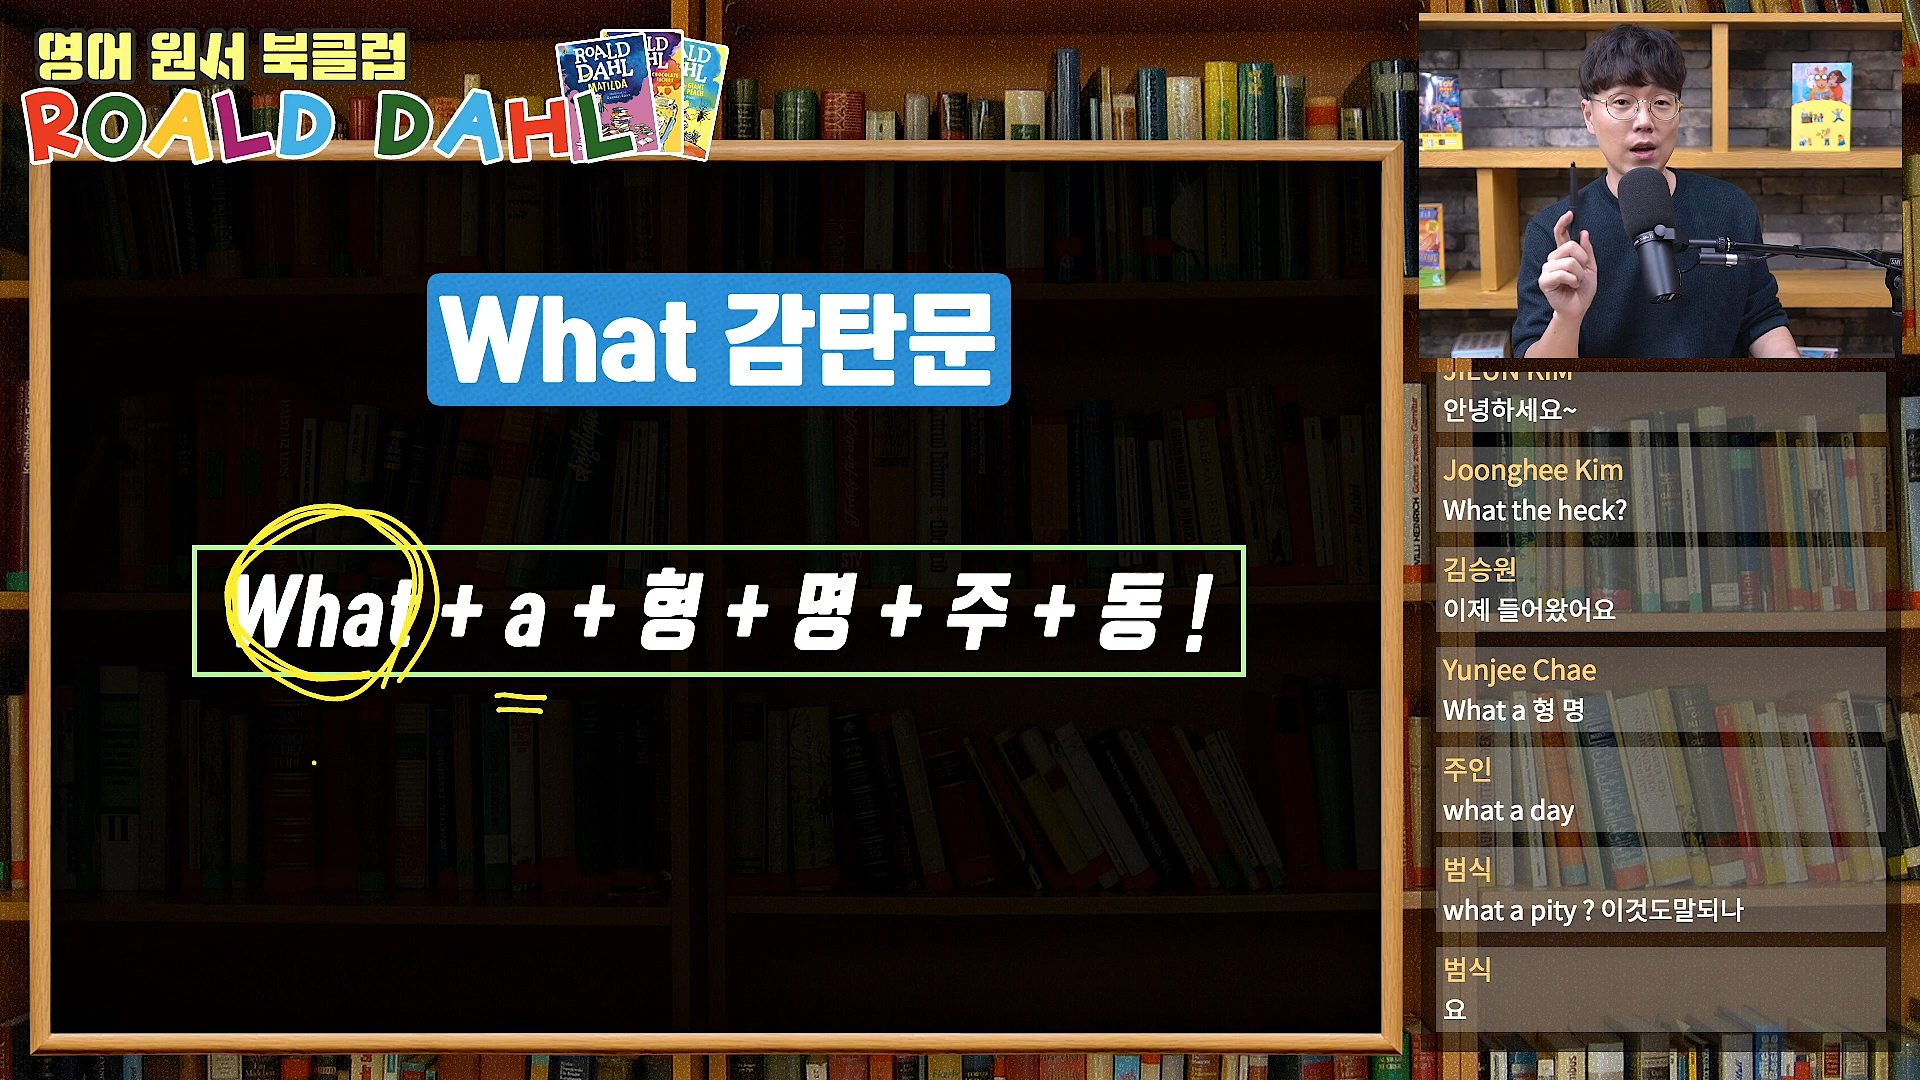 영어 원서 북클럽
ROALD DAHL
ROALD
DAHL
MATILDA
What 감탄문
What + a + 형 + 명 + 주 + 동 !
JIEUN KIM
안녕하세요~
Joonghee Kim
What the heck?
김승원
이제 들어왔어요
Yunjee Chae
What a 형 명
주인
what a day
범식
what a pity ? 이것도말되나
범식
요